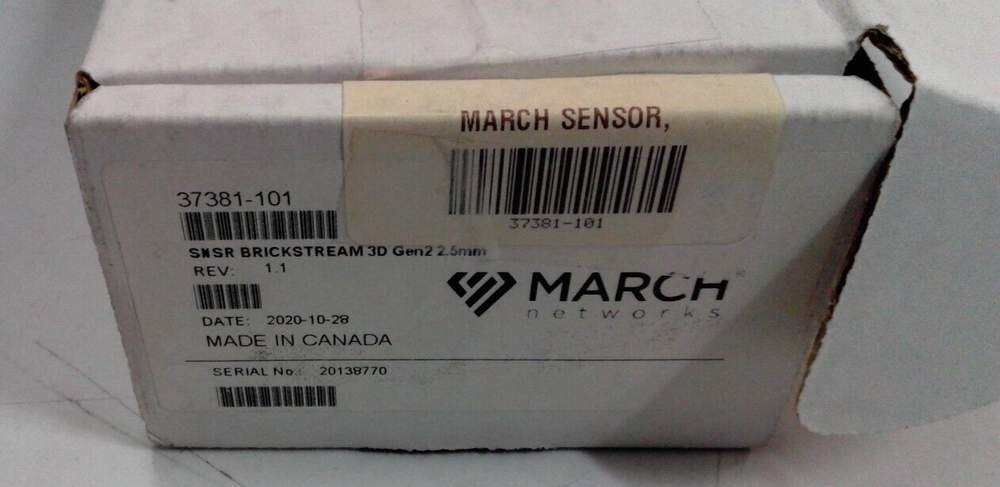 MARCH SENSOR,
37381-101
37381-101
SNSR BRICKSTREAM 3D Gen2 2.5mm
REV: 1.1
MARCH
networks
DATE: 2020-10-28
MADE IN CANADA
SERIAL No.: 20138770